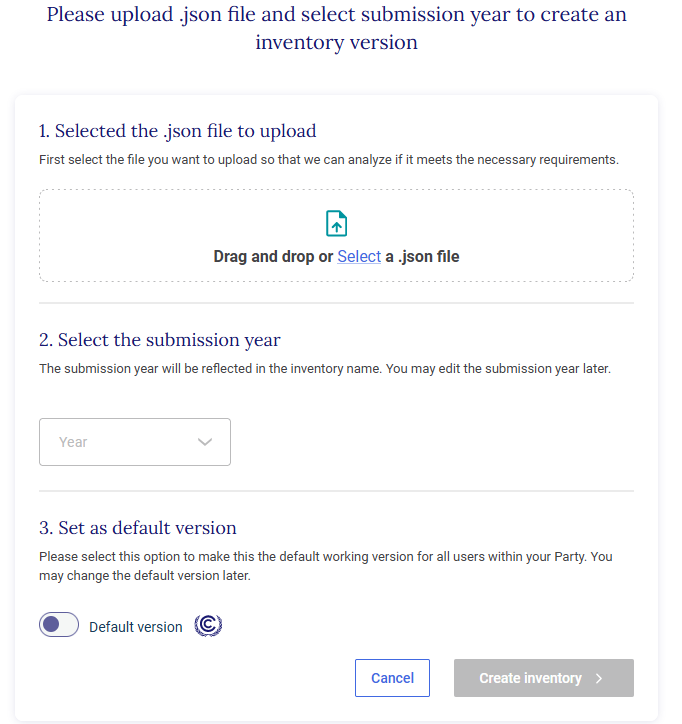 Please upload .json file and select submission year to create an
inventory version
1. Selected the .json file to upload
First select the file you want to upload so that we can analyze if it meets the necessary requirements.
Drag and drop or Select a .json file
2. Select the submission year
The submission year will be reflected in the inventory name. You may edit the submission year later.
Year
3. Set as default version
Please select this option to make this the default working version for all users within your Party. You
may change the default version later.
Default version
Cancel
Create inventory